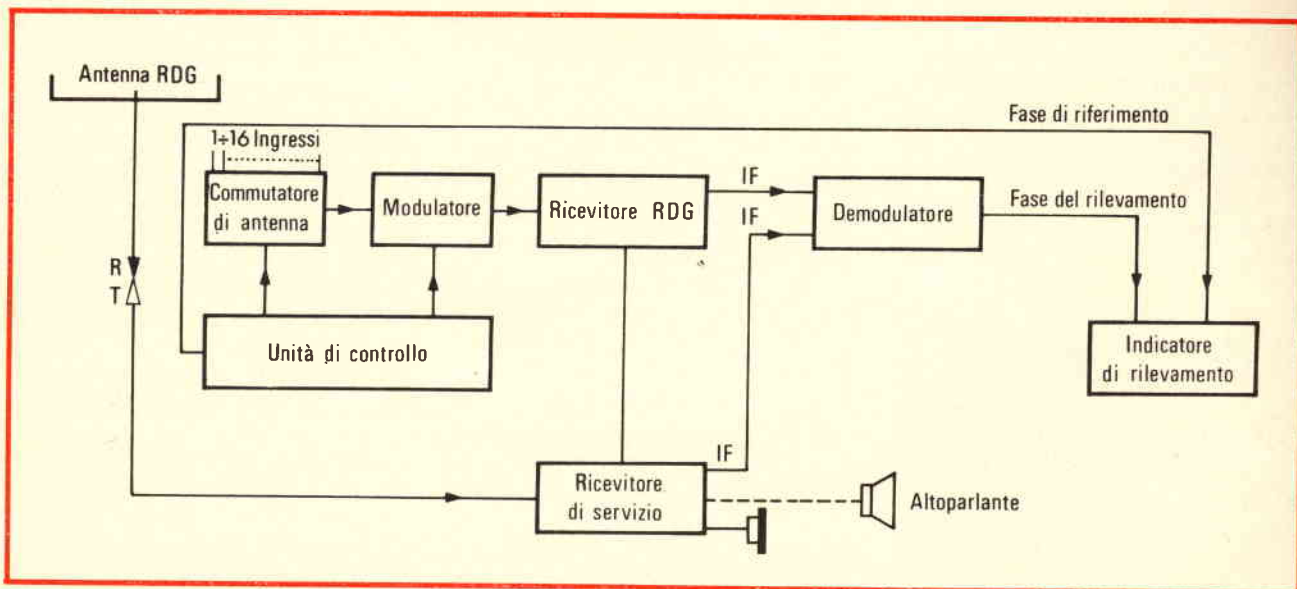 Antenna RDG
Fase di riferimento
1÷16 Ingressi
Commutatore
di antenna
Modulatore
IF
Ricevitore RDG
IF
Demodulatore
Fase del rilevamento
R
T
Unità di controllo
Indicatore
di rilevamento
IF
Ricevitore
di servizio
Altoparlante